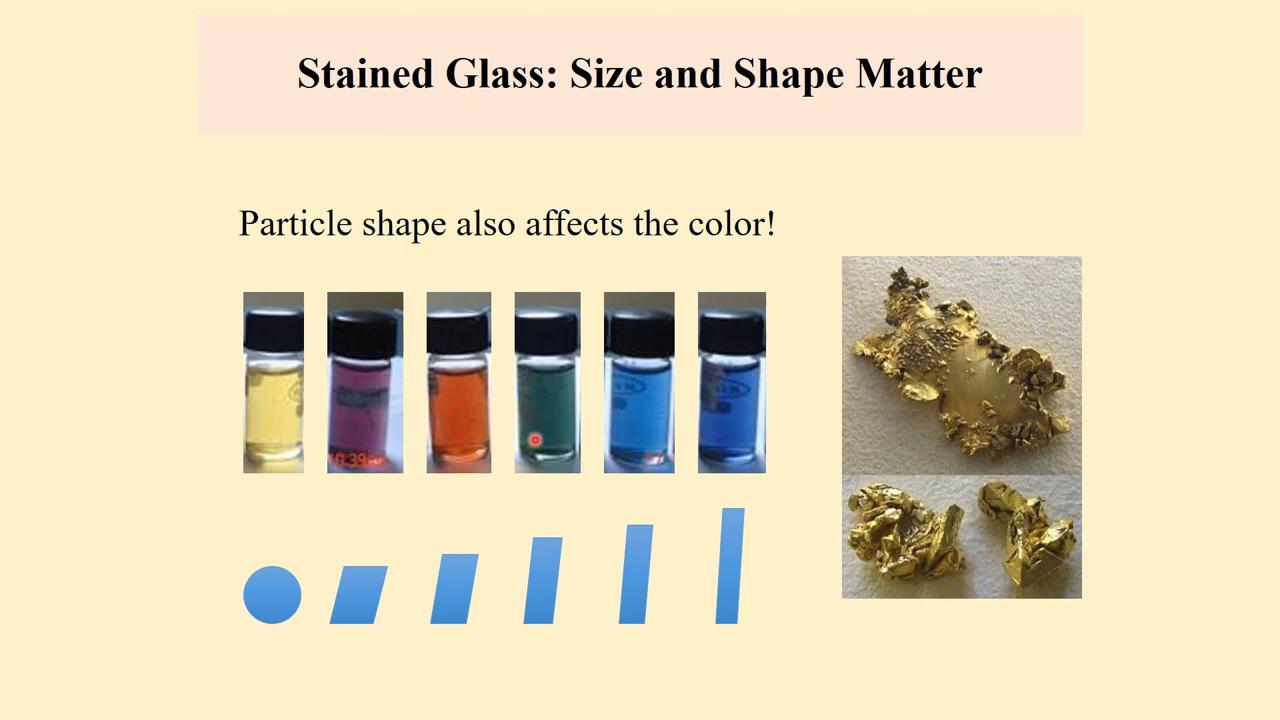 Stained Glass: Size and Shape Matter
Particle shape also affects the color!